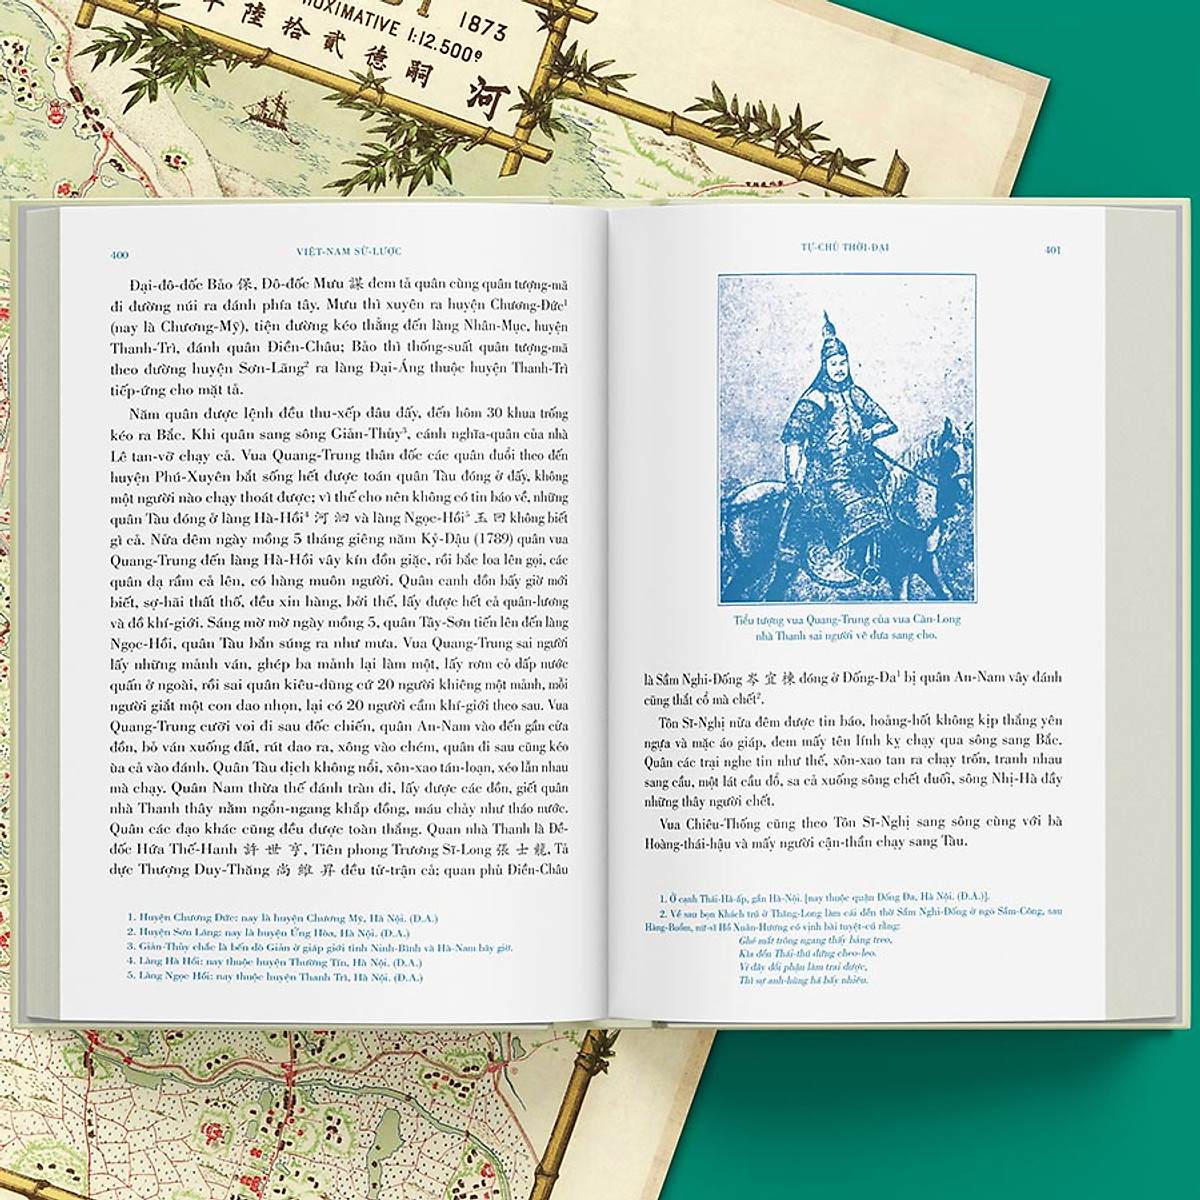 1873
APPROXIMATIVE 1:12.500e
年 陸 拾 貳 德 嗣
河
400
VIỆT-NAM SỬ-LƯỢC
Đại-đô-đốc Bảo 保, Đô-đốc Mưu 謀 đem tả quân cùng quân tượng-mã
đi đường núi ra đánh phía tây. Mưu thì xuyên ra huyện Chương-Đức¹
(nay là Chương-Mỹ), tiện đường kéo thẳng đến làng Nhân-Mục, huyện
Thanh-Trì, đánh quân Điền-Châu; Bảo thì thống-suất quân tượng-mã
theo đường huyện Sơn-Lãng² ra làng Đại-Áng thuộc huyện Thanh-Trì
tiếp-ứng cho mặt tả.
Năm quân được lệnh đều thu-xếp đâu đấy, đến hôm 30 khua trống
kéo ra Bắc. Khi quân sang sông Giản-Thủy³, cánh nghĩa-quân của nhà
Lê tan-vỡ chạy cả. Vua Quang-Trung thân đốc các quân đuổi theo đến
huyện Phú-Xuyên bắt sống hết được toán quân Tàu đóng ở đấy, không
một người nào chạy thoát được; vì thế cho nên không có tin báo về, những
quân Tàu đóng ở làng Hà-Hồi⁴ 河 洄 và làng Ngọc-Hồi⁵ 玉 回 không biết
gì cả. Nửa đêm ngày mồng 5 tháng giêng năm Kỷ-Dậu (1789) quân vua
Quang-Trung đến làng Hà-Hồi vây kín đồn giặc, rồi bắc loa lên gọi, các
quân dạ rầm cả lên, có hàng muôn người. Quân canh đồn bấy giờ mới
biết, sợ-hãi thất thố, đều xin hàng, bởi thế, lấy được hết cả quân-lương
và đồ khí-giới. Sáng mờ mờ ngày mồng 5, quân Tây-Sơn tiến lên đến làng
Ngọc-Hồi, quân Tàu bắn súng ra như mưa. Vua Quang-Trung sai người
lấy những mảnh ván, ghép ba mảnh lại làm một, lấy rơm cỏ dấp nước
quấn ở ngoài, rồi sai quân kiêu-dũng cứ 20 người khiêng một mảnh, mỗi
người giắt một con dao nhọn, lại có 20 người cầm khí-giới theo sau. Vua
Quang-Trung cưỡi voi đi sau đốc chiến, quân An-Nam vào đến gần cửa
đồn, bỏ ván xuống đất, rút dao ra, xông vào chém, quân đi sau cũng kéo
ùa cả vào đánh. Quân Tàu địch không nổi, xôn-xao tán-loạn, xéo lẫn nhau
mà chạy. Quân Nam thừa thế đánh tràn đi, lấy được các đồn, giết quân
nhà Thanh thây nằm ngổn-ngang khắp đồng, máu chảy như tháo nước.
Quân các đạo khác cũng đều được toàn thắng. Quan nhà Thanh là Đề-
đốc Hứa Thế-Hanh 許 世 亨, Tiên phong Trương Sĩ-Long 張 士 龍, Tả
dực Thượng Duy-Thăng 尚 維 昇 đều tử-trận cả; quan phủ Điền-Châu
1. Huyện Chương Đức: nay là huyện Chương Mỹ, Hà Nội. (D.A.)
2. Huyện Sơn Lãng: nay là huyện Ứng Hòa, Hà Nội. (D.A.)
3. Giản-Thủy chắc là bến đò Giản ở giáp giới tỉnh Ninh-Bình và Hà-Nam bây giờ.
4. Làng Hà Hồi: nay thuộc huyện Thường Tín, Hà Nội. (D.A.)
5. Làng Ngọc Hồi: nay thuộc huyện Thanh Trì, Hà Nội. (D.A.)
TỰ-CHỦ THỜI-ĐẠI
401
Tiểu tượng vua Quang-Trung của vua Càn-Long
nhà Thanh sai người vẽ đưa sang cho.
là Sầm Nghi-Đống 岑 宜 棟 đóng ở Đống-Đa¹ bị quân An-Nam vây đánh
cũng thắt cổ mà chết².
Tôn Sĩ-Nghị nửa đêm được tin báo, hoảng-hốt không kịp thắng yên
ngựa và mặc áo giáp, đem mấy tên lính kỵ chạy qua sông sang Bắc.
Quân các trại nghe tin như thế, xôn-xao tan ra chạy trốn, tranh nhau
sang cầu, một lát cầu đổ, sa cả xuống sông chết đuối, sông Nhị-Hà đầy
những thây người chết.
Vua Chiêu-Thống cũng theo Tôn Sĩ-Nghị sang sông cùng với bà
Hoàng-thái-hậu và mấy người cận-thần chạy sang Tàu.
1. Ở cạnh Thái-Hà-ấp, gần Hà-Nội. [nay thuộc quận Đống Đa, Hà Nội. (D.A.)].
2. Về sau bọn Khách trú ở Thăng-Long làm cái đền thờ Sầm Nghi-Đống ở ngõ Sầm-Công, sau
Hàng-Buồm, nữ-sĩ Hồ Xuân-Hương có vịnh bài tuyệt-cú rằng:
Ghé mắt trông ngang thấy bảng treo,
Kìa đền Thái-thú đứng cheo-leo.
Ví đây đổi phận làm trai được,
Thì sự anh-hùng há bấy nhiêu.